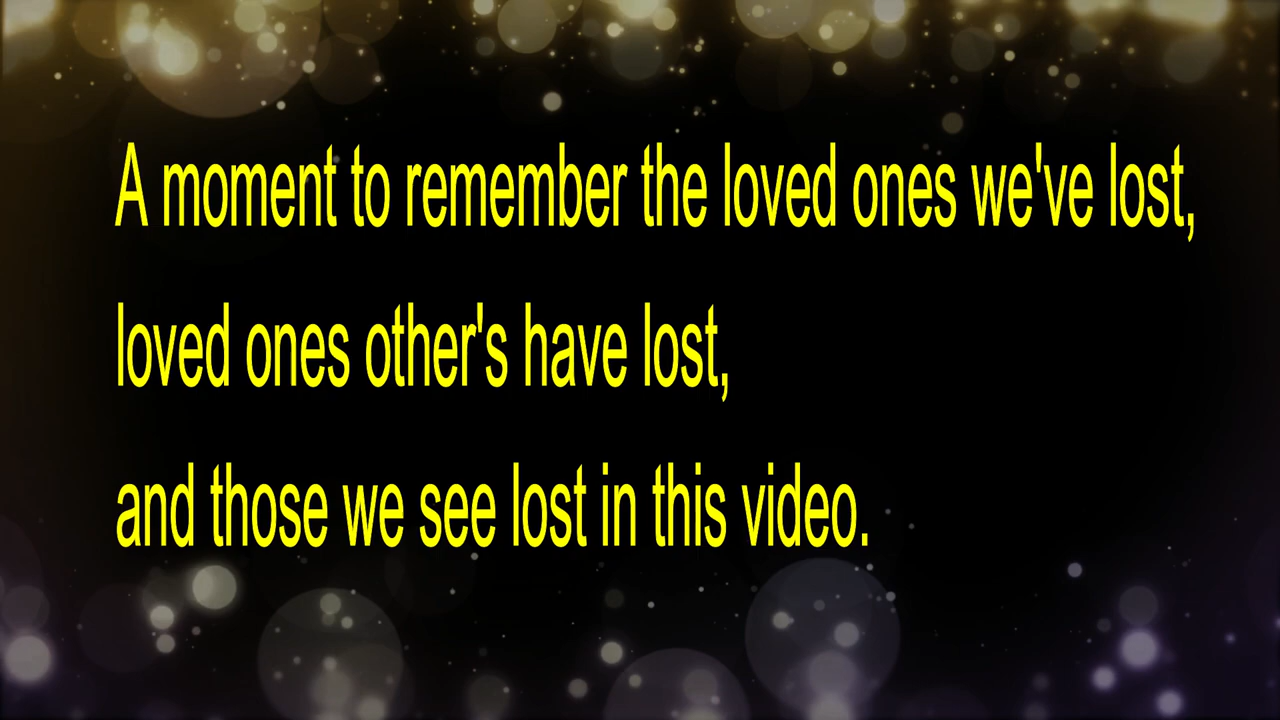 A moment to remember the loved ones we've lost,
loved ones other's have lost,
and those we see lost in this video.